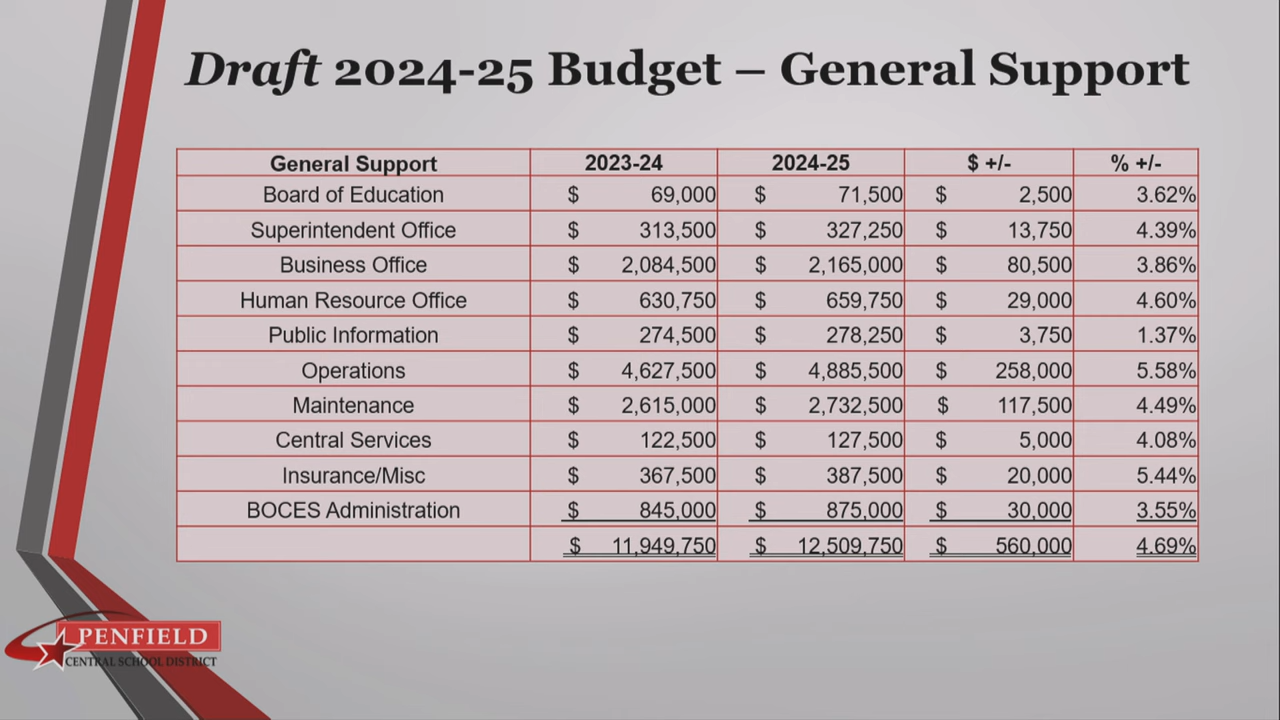 Draft 2024-25 Budget – General Support
General Support 2023-24 2024-25 $ +/- % +/-
Board of Education $ 69,000 $ 71,500 $ 2,500 3.62%
Superintendent Office $ 313,500 $ 327,250 $ 13,750 4.39%
Business Office $ 2,084,500 $ 2,165,000 $ 80,500 3.86%
Human Resource Office $ 630,750 $ 659,750 $ 29,000 4.60%
Public Information $ 274,500 $ 278,250 $ 3,750 1.37%
Operations $ 4,627,500 $ 4,885,500 $ 258,000 5.58%
Maintenance $ 2,615,000 $ 2,732,500 $ 117,500 4.49%
Central Services $ 122,500 $ 127,500 $ 5,000 4.08%
Insurance/Misc $ 367,500 $ 387,500 $ 20,000 5.44%
BOCES Administration $ 845,000 $ 875,000 $ 30,000 3.55%
$ 11,949,750 $ 12,509,750 $ 560,000 4.69%
PENFIELD
CENTRAL SCHOOL DISTRICT